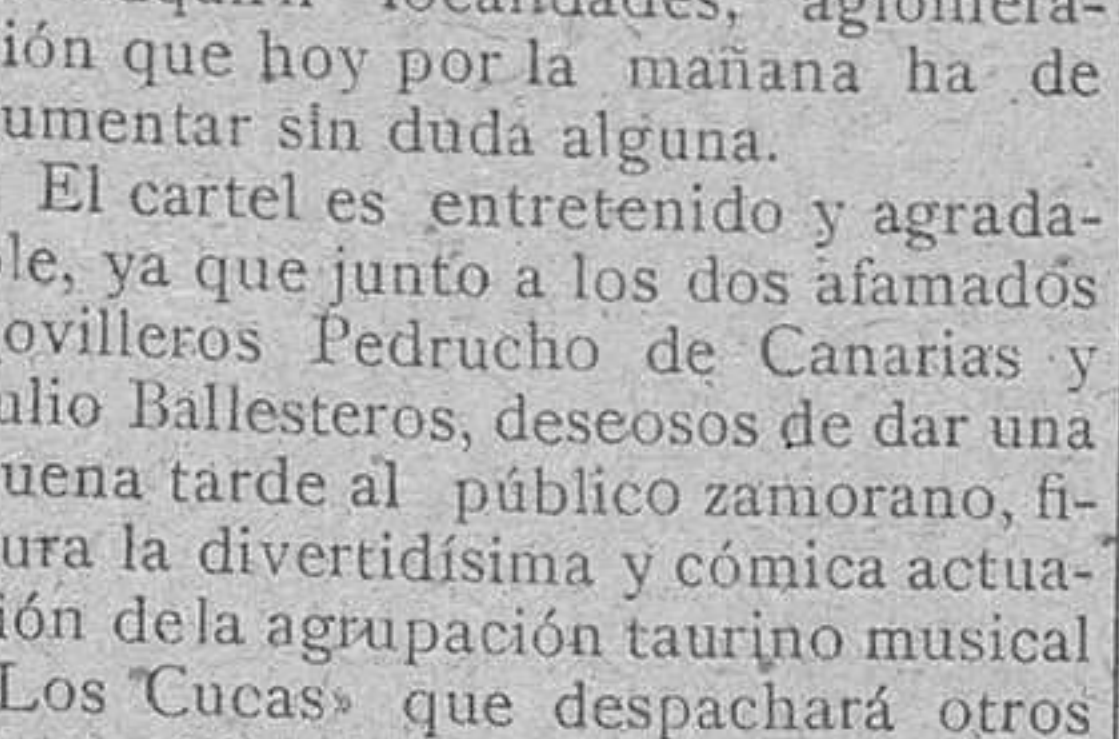 localidades, aglomera-
ión que hoy por la mañana ha de
umentar sin duda alguna.
El cartel es entretenido y agrada-
le, ya que junto a los dos afamados
ovilleros Pedrucho de Canarias y
ulio Ballesteros, deseosos de dar una
uena tarde al público zamorano, fi-
ura la divertidísima y cómica actua-
ión dela agrupación taurino musical
Los Cucas» que despachará otros